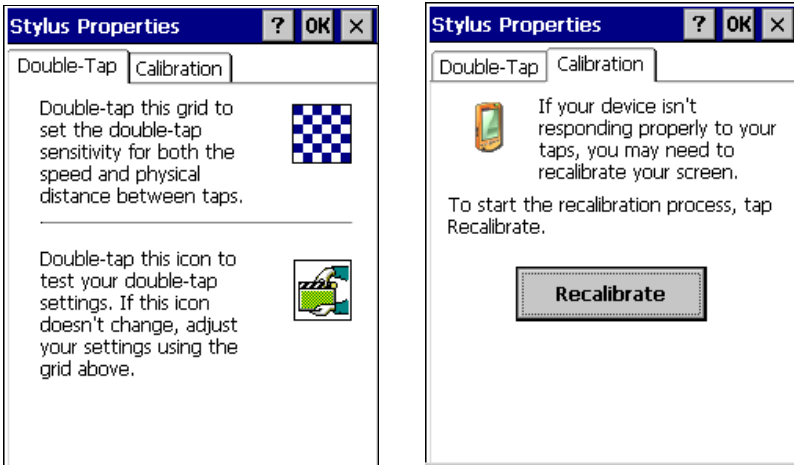 Stylus Properties ? OK ×
Double-Tap Calibration
Double-tap this grid to
set the double-tap
sensitivity for both the
speed and physical
distance between taps.
Double-tap this icon to
test your double-tap
settings. If this icon
doesn't change, adjust
your settings using the
grid above.
Stylus Properties ? OK ×
Double-Tap Calibration
If your device isn't
responding properly to your
taps, you may need to
recalibrate your screen.
To start the recalibration process, tap
Recalibrate.
Recalibrate